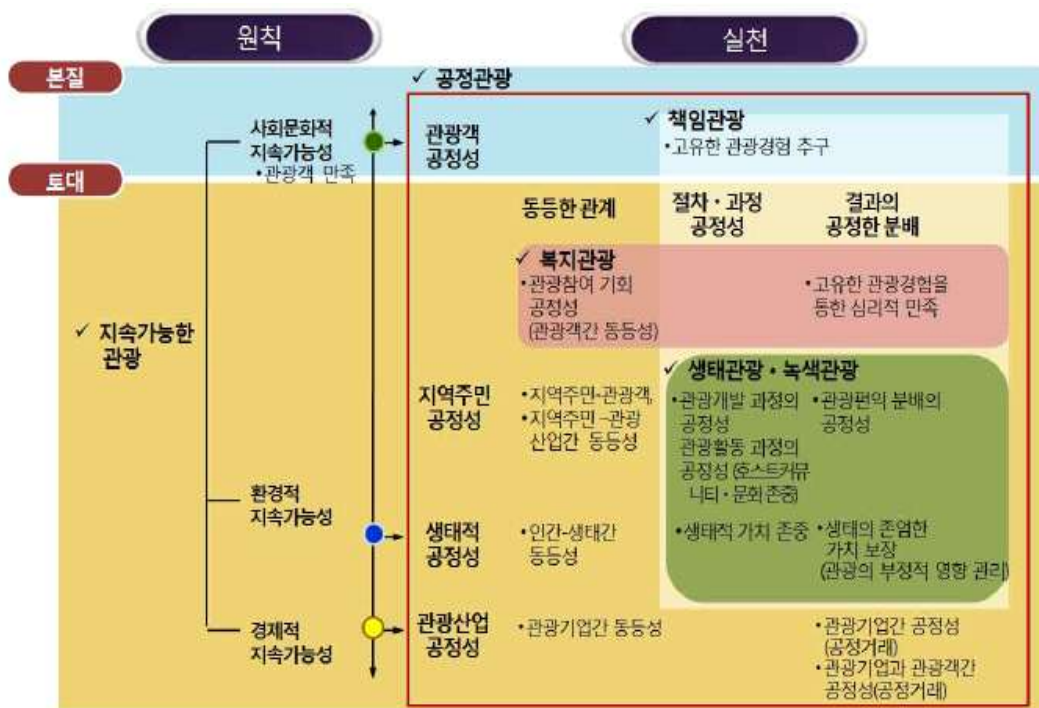 원칙
실천
본질
✓ 공정관광
사회문화적
지속가능성
•관광객 만족
관광객
공정성
✓ 책임관광
•고유한 관광경험 추구
토대
동등한 관계
절차・과정
공정성
결과의
공정한 분배
✓ 복지관광
•관광참여 기회
공정성
(관광객간 동등성)
•고유한 관광경험을
통한 심리적 만족
✓ 지속가능한
관광
지역주민
공정성
•지역주민-관광객,
•지역주민-관광
산업간 동등성
✓ 생태관광・녹색관광
•관광개발 과정의
공정성
관광활동 과정의
공정성(호스트커뮤
니티・문화존중)
•관광편익 분배의
공정성
환경적
지속가능성
생태적
공정성
•인간-생태간
동등성
•생태적 가치 존중
•생태의 존엄한
가치 보장
(관광의 부정적 영향 관리)
경제적
지속가능성
관광산업
공정성
•관광기업간 동등성
•관광기업간 공정성
(공정거래)
•관광기업과 관광객간
공정성(공정거래)